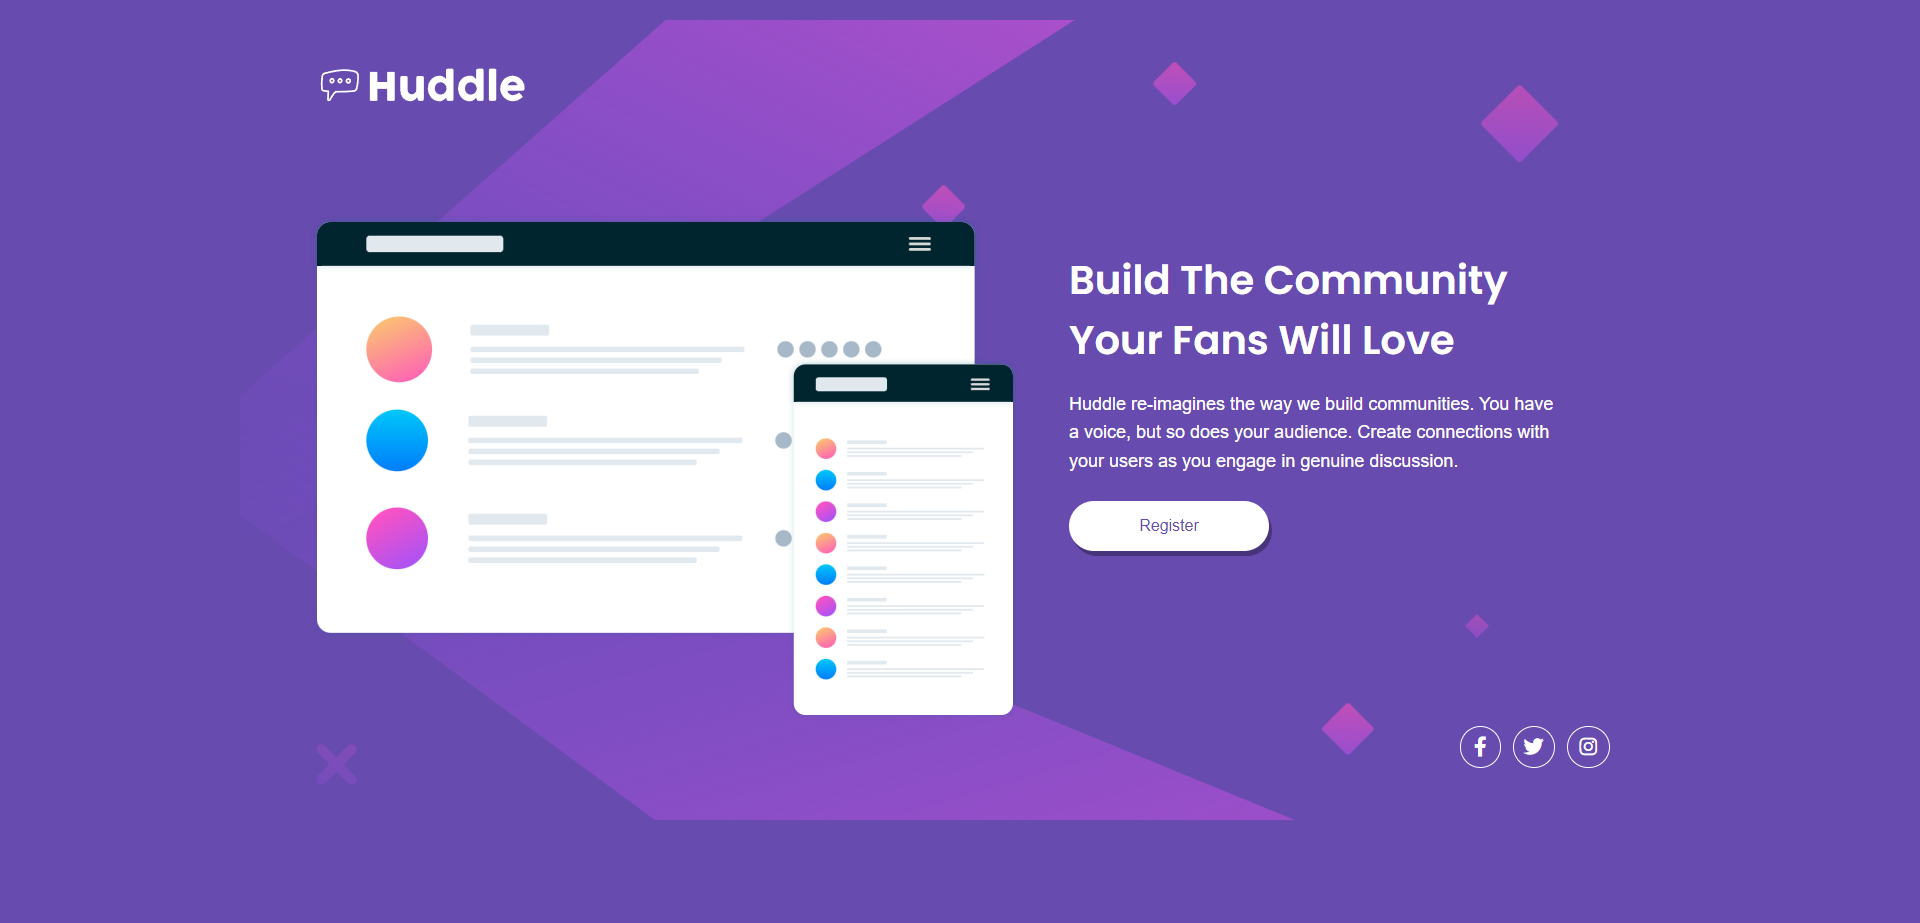 Huddle
Build The Community
Your Fans Will Love
Huddle re-imagines the way we build communities. You have
a voice, but so does your audience. Create connections with
your users as you engage in genuine discussion.
Register